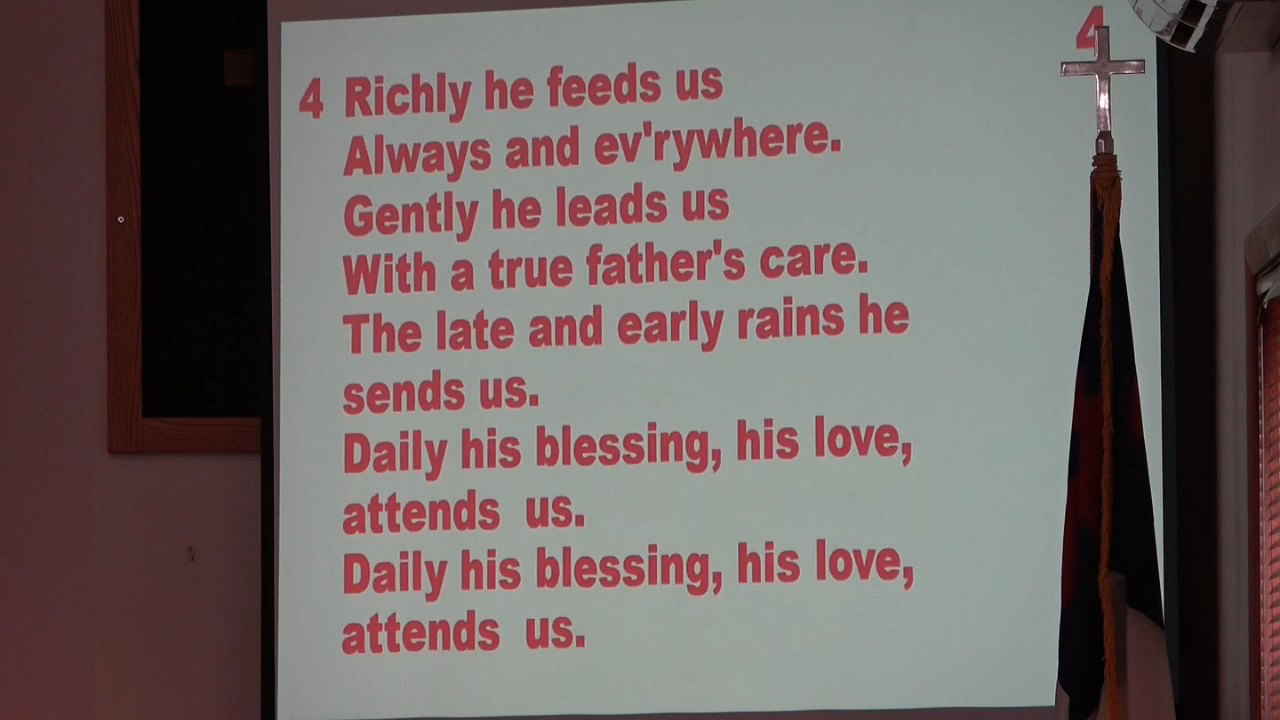 4
4 Richly he feeds us
Always and ev'rywhere.
Gently he leads us
With a true father's care.
The late and early rains he
sends us.
Daily his blessing, his love,
attends us.
Daily his blessing, his love,
attends us.